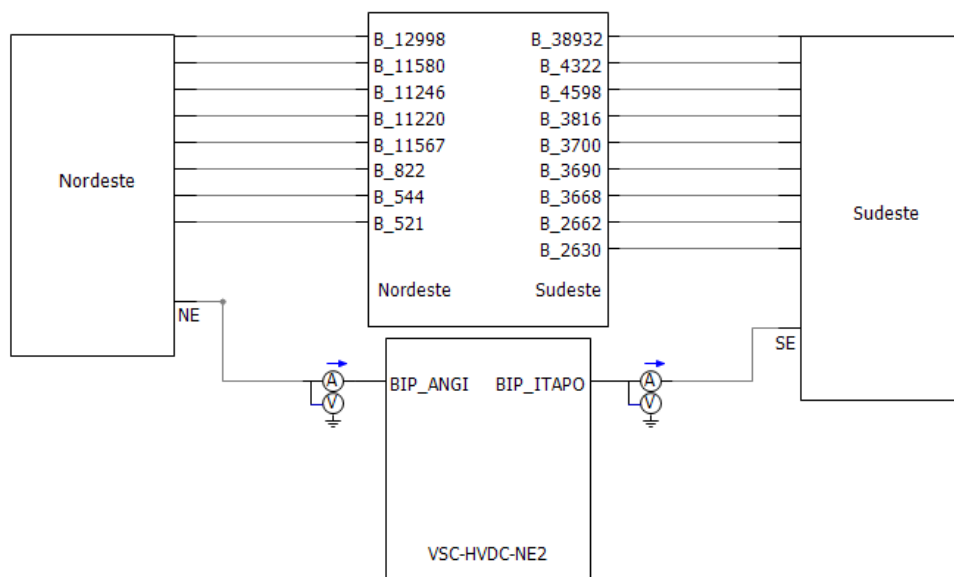 B_12998 B_38932
B_11580 B_4322
B_11246 B_4598
B_11220 B_3816
B_11567 B_3700
Nordeste B_822 B_3690
B_544 B_3668
B_521 B_2662 Sudeste
B_2630
Nordeste Sudeste
NE SE
A BIP_ANGI BIP_ITAPO A
V V
VSC-HVDC-NE2